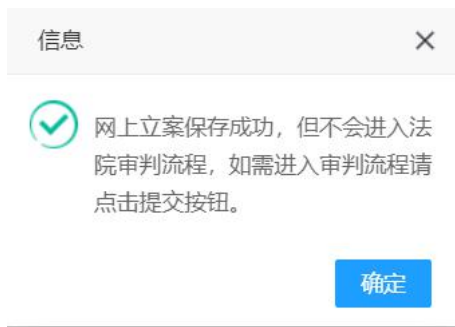 信息
网上立案保存成功，但不会进入法
院审判流程，如需进入审判流程请
点击提交按钮。
确定